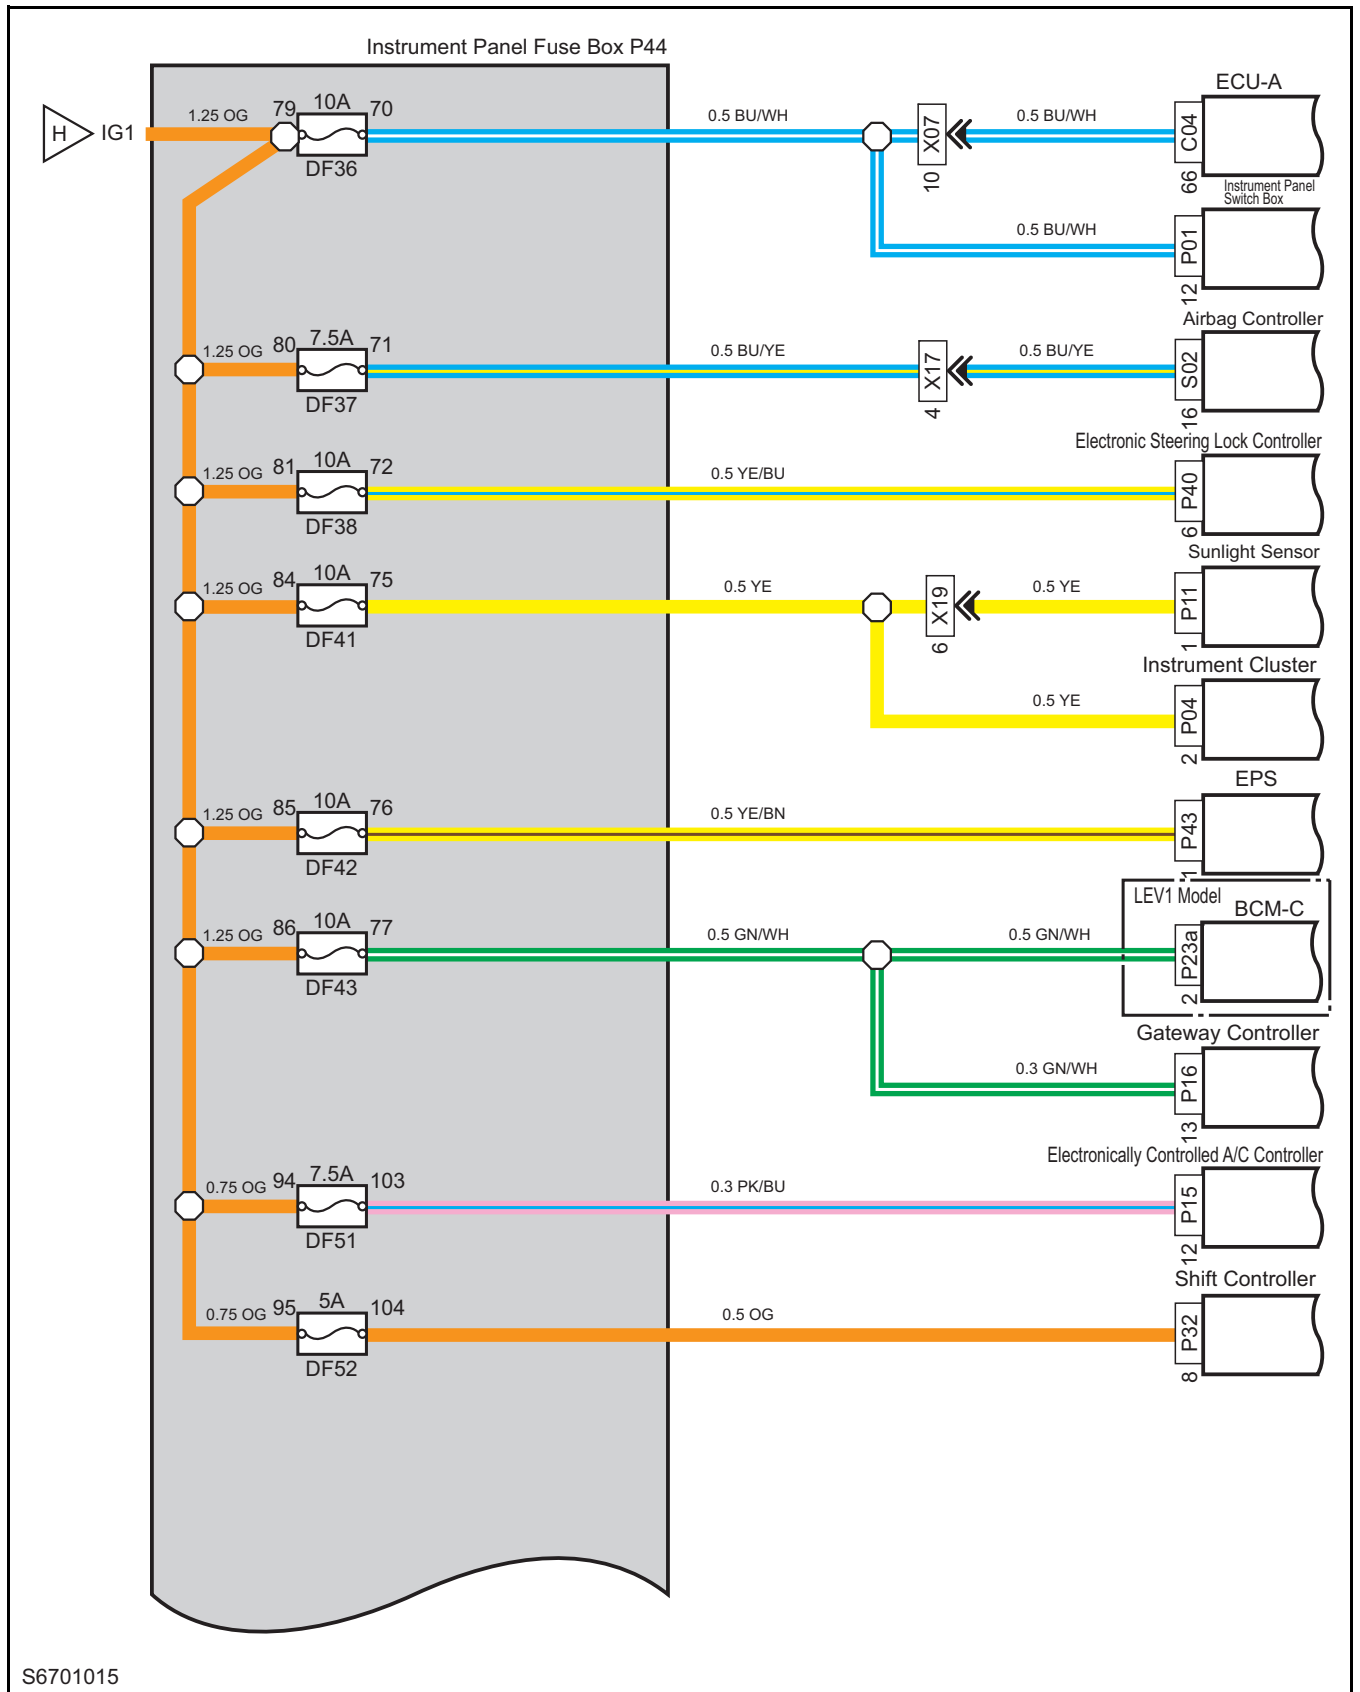 Instrument Panel Fuse Box P44
H IG1
1.25 OG 79 10A 70
DF36
0.5 BU/WH
X07
10
0.5 BU/WH
ECU-A
C04
66
0.5 BU/WH
Instrument Panel
Switch Box
P01
12
1.25 OG 80 7.5A 71
DF37
0.5 BU/YE
X17
4
0.5 BU/YE
Airbag Controller
S02
16
1.25 OG 81 10A 72
DF38
0.5 YE/BU
Electronic Steering Lock Controller
P40
6
1.25 OG 84 10A 75
DF41
0.5 YE
X19
6
0.5 YE
Sunlight Sensor
P11
1
0.5 YE
Instrument Cluster
P04
2
1.25 OG 85 10A 76
DF42
0.5 YE/BN
EPS
P43
1
1.25 OG 86 10A 77
DF43
0.5 GN/WH
0.5 GN/WH
LEV1 Model
BCM-C
P23a
2
0.3 GN/WH
Gateway Controller
P16
13
0.75 OG 94 7.5A 103
DF51
0.3 PK/BU
Electronically Controlled A/C Controller
P15
12
0.75 OG 95 5A 104
DF52
0.5 OG
Shift Controller
P32
8
S6701015